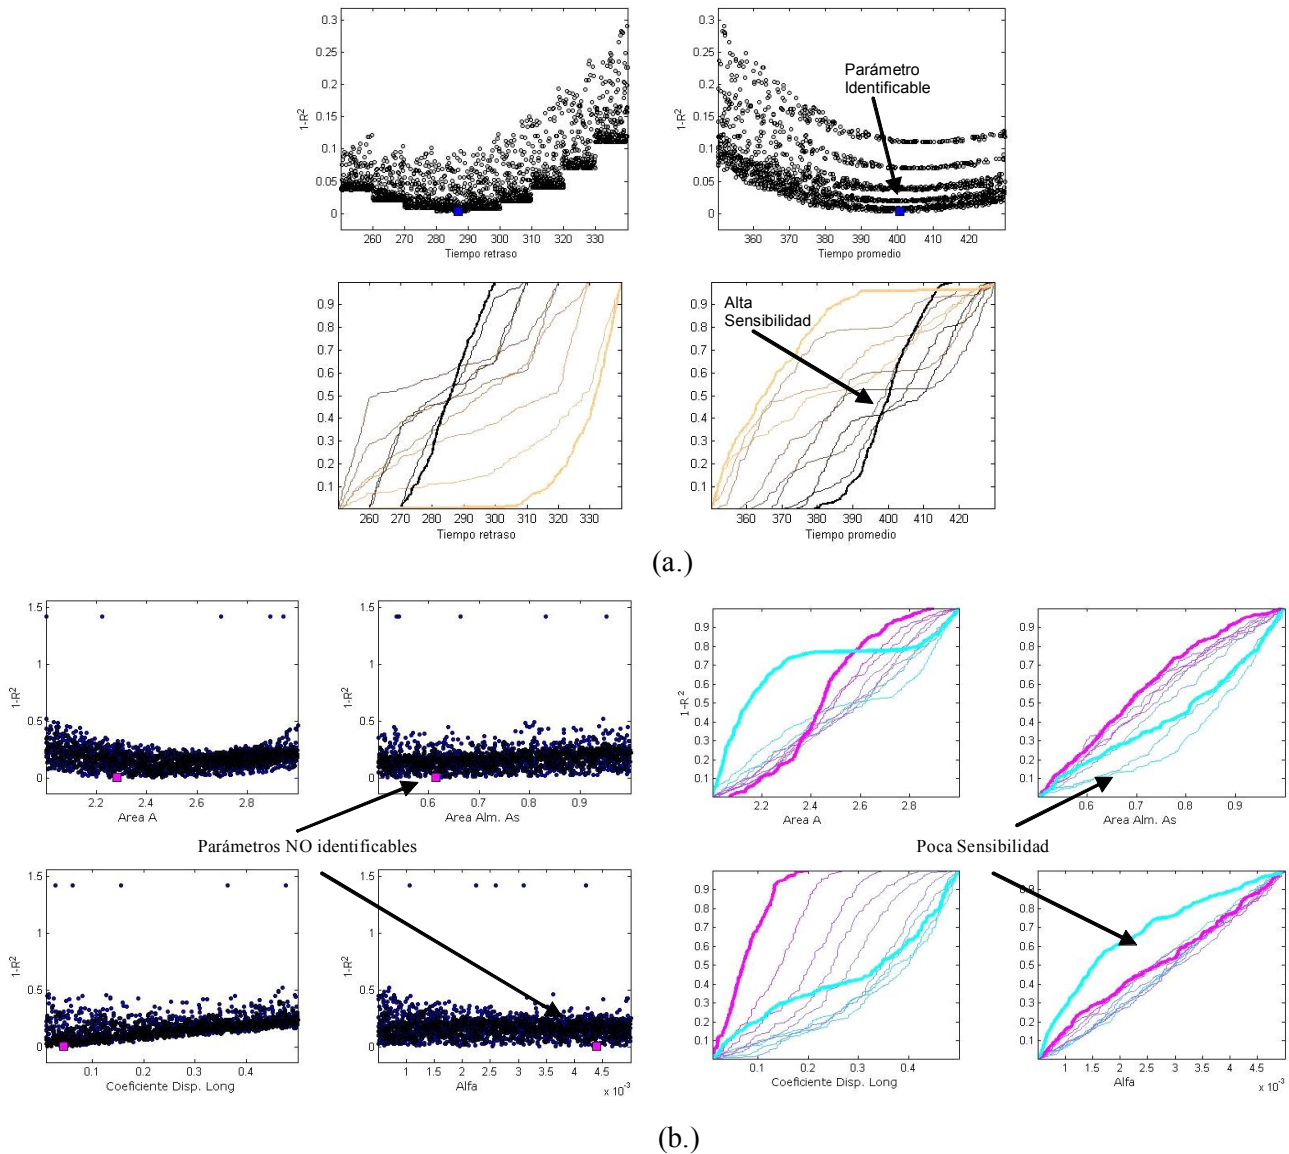 0.3
0.25
0.2
0.15
0.1
0.05
0
1-R²
260 270 280 290 300 310 320 330
Tiempo retraso
0.3
0.25
0.2
0.15
0.1
0.05
0
1-R²
Parámetro
Identificable
360 370 380 390 400 410 420
Tiempo promedio
0.9
0.8
0.7
0.6
0.5
0.4
0.3
0.2
0.1
260 270 280 290 300 310 320 330
Tiempo retraso
0.9
0.8
0.7
0.6
0.5
0.4
0.3
0.2
0.1
Alta
Sensibilidad
360 370 380 390 400 410 420
Tiempo promedio
(a.)
1.5
1
0.5
0
1-R²
2.2 2.4 2.6 2.8
Area A
1.5
1
0.5
0
1-R²
0.6 0.7 0.8 0.9
Area Alm. As
0.9
0.8
0.7
0.6
0.5
0.4
0.3
0.2
0.1
1-R²
2.2 2.4 2.6 2.8
Area A
0.9
0.8
0.7
0.6
0.5
0.4
0.3
0.2
0.1
0.6 0.7 0.8 0.9
Area Alm. As
Parámetros NO identificables
Poca Sensibilidad
1.5
1
0.5
0
1-R²
0.1 0.2 0.3 0.4
Coeficiente Disp. Long
1.5
1
0.5
0
1-R²
1 1.5 2 2.5 3 3.5 4 4.5
Alfa
x 10⁻³
0.9
0.8
0.7
0.6
0.5
0.4
0.3
0.2
0.1
0.1 0.2 0.3 0.4
Coeficiente Disp. Long
0.9
0.8
0.7
0.6
0.5
0.4
0.3
0.2
0.1
1 1.5 2 2.5 3 3.5 4 4.5
Alfa
x 10⁻³
(b.)